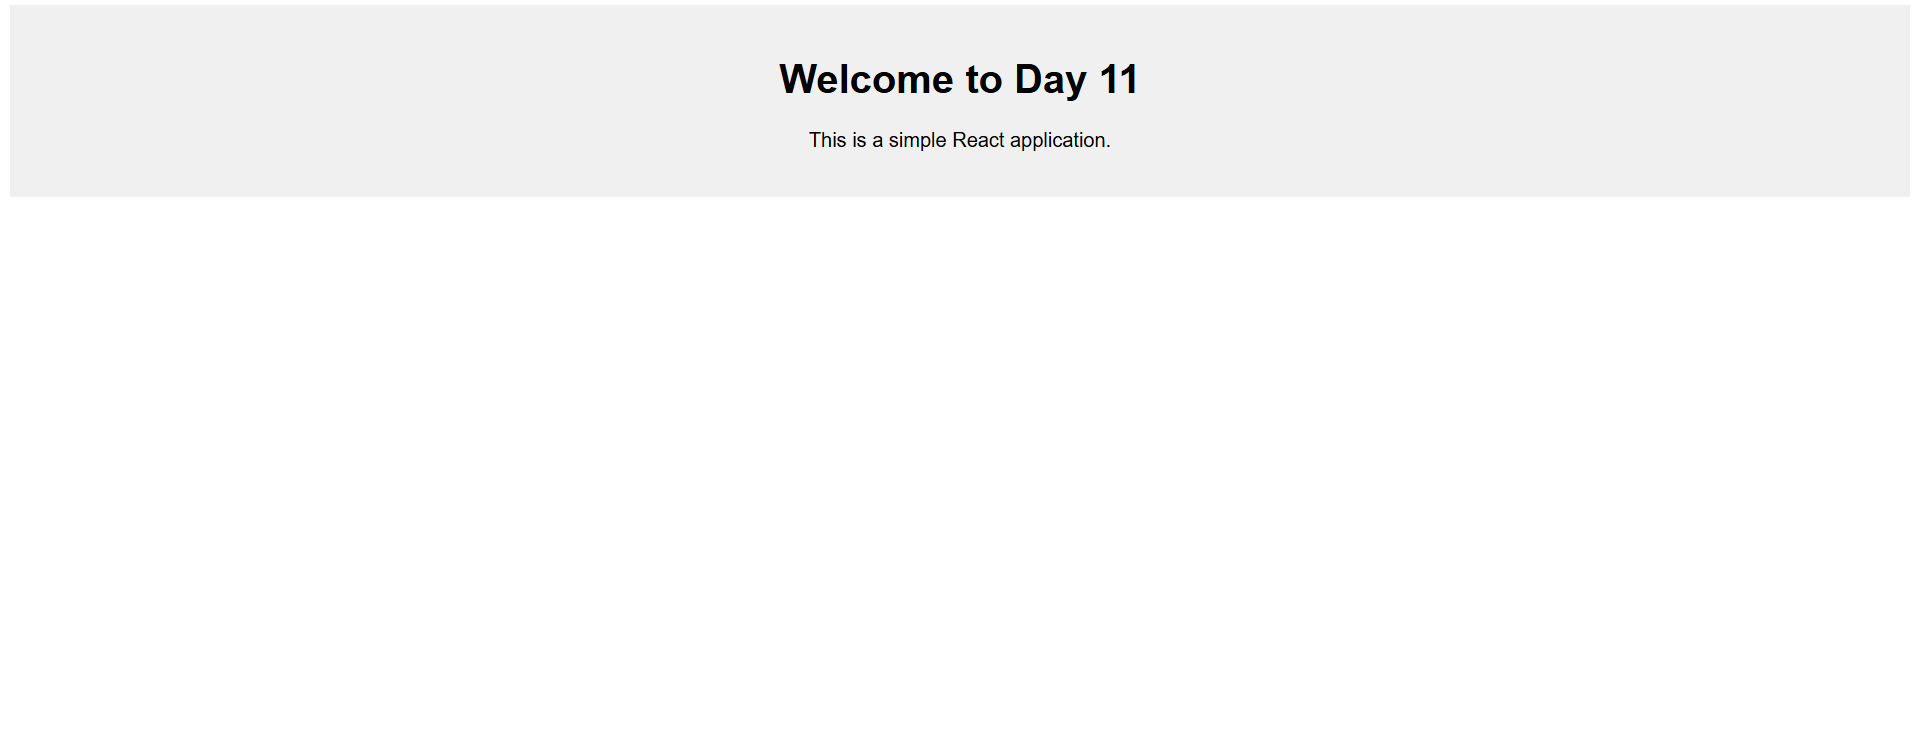 Welcome to Day 11
This is a simple React application.